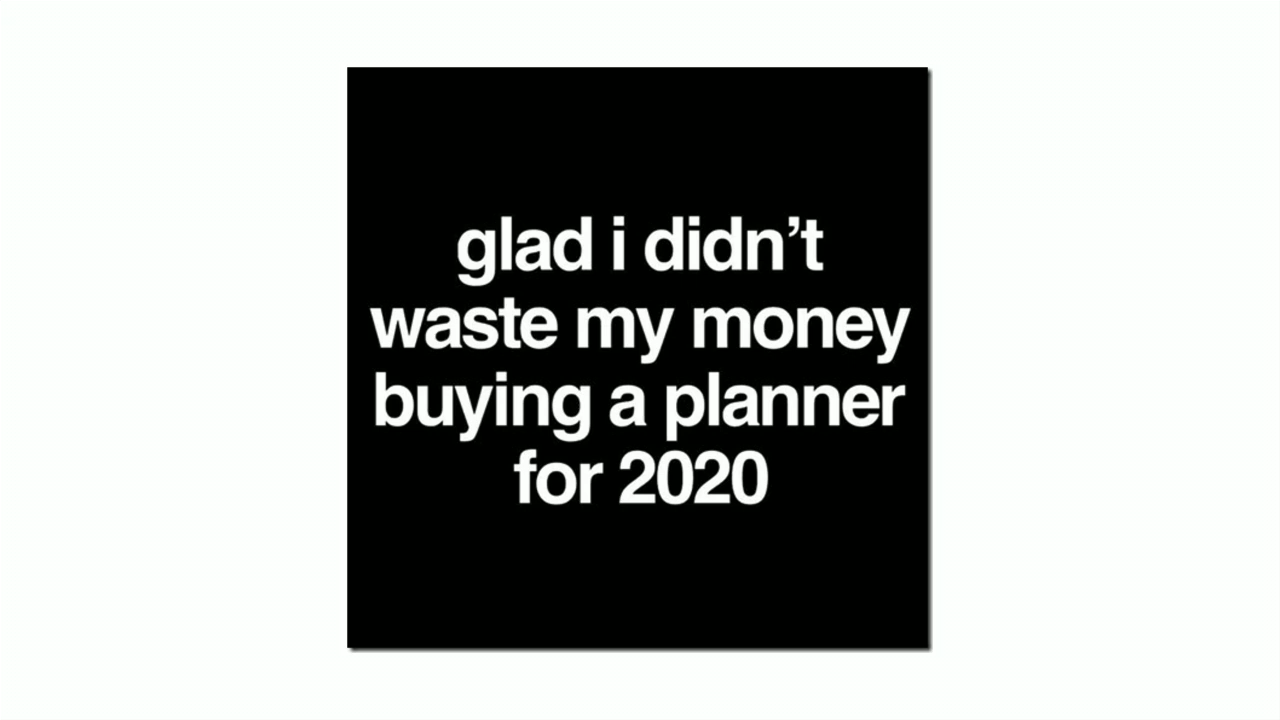 glad i didn’t
waste my money
buying a planner
for 2020